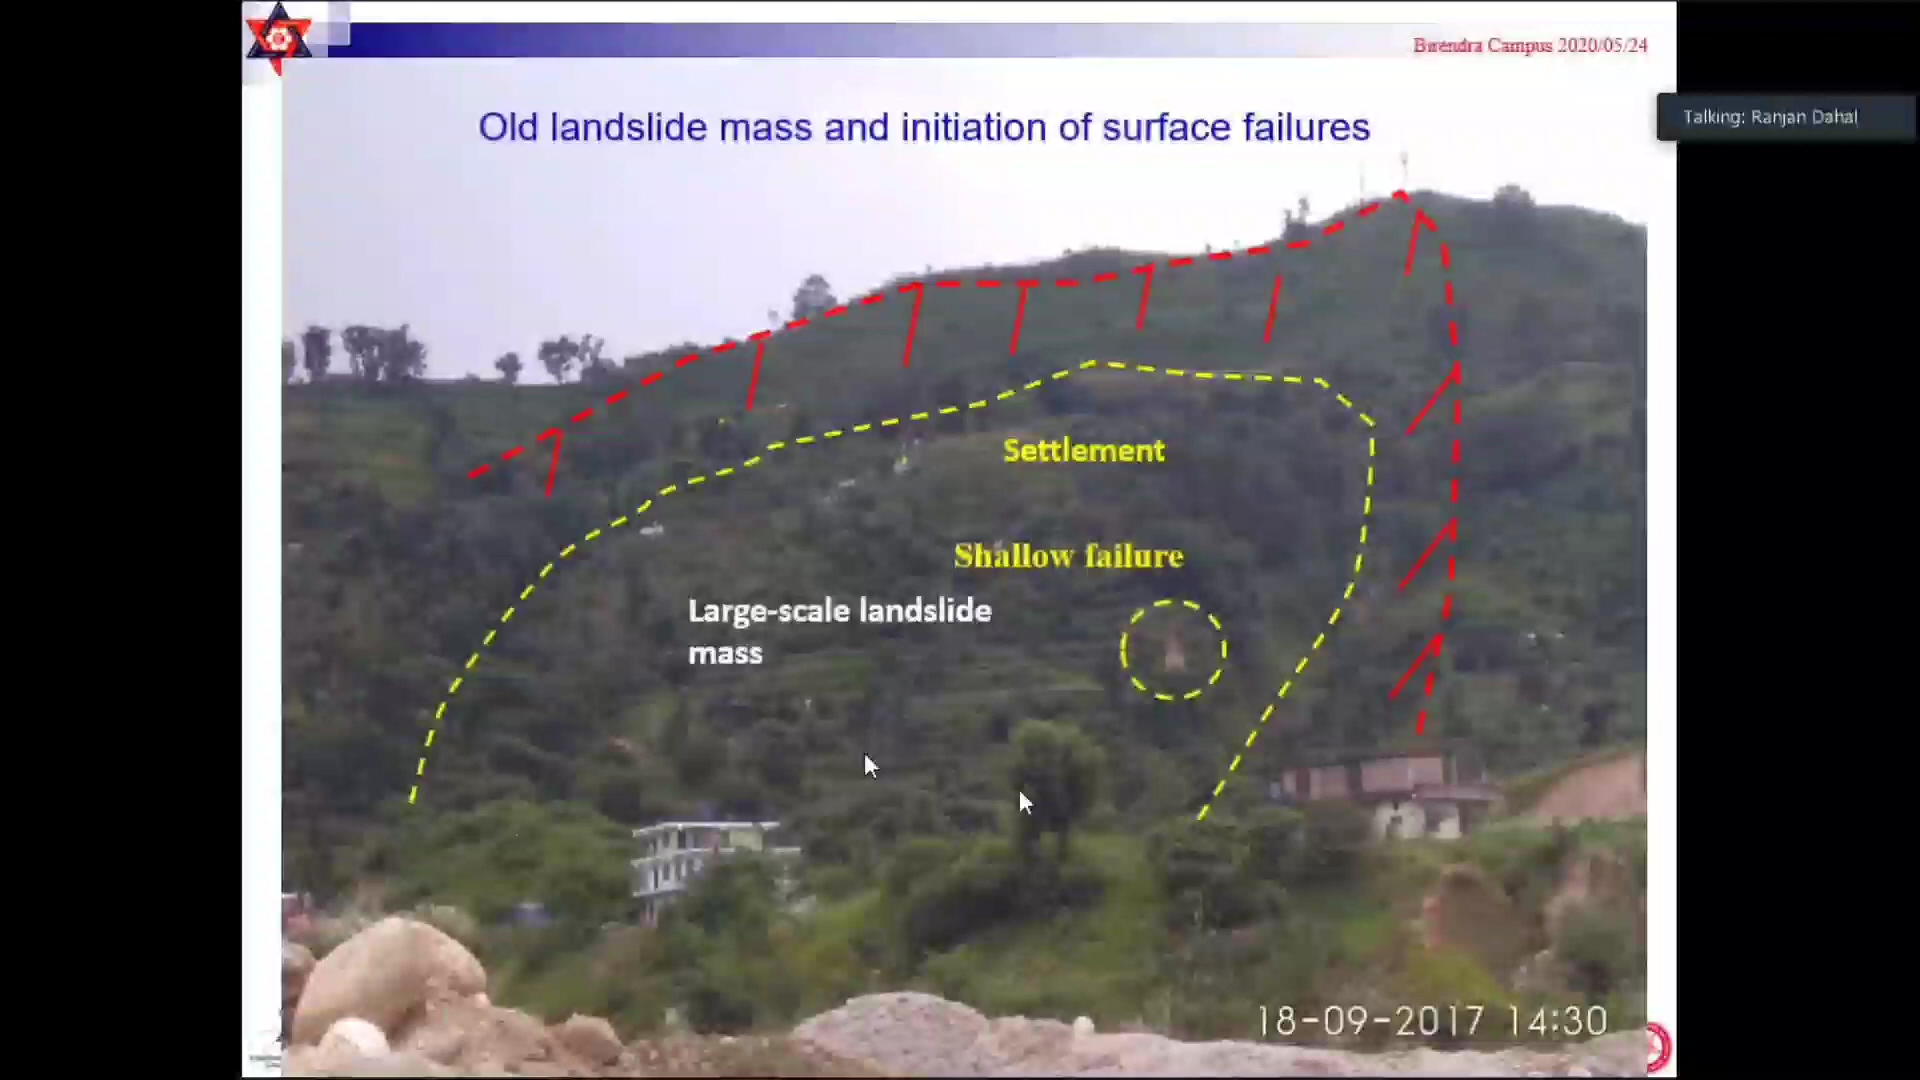 Birendra Campus 2020/05/24
Talking: Ranjan Dahal
Old landslide mass and initiation of surface failures
Settlement
Shallow failure
Large-scale landslide
mass
18-09-2017 14:30